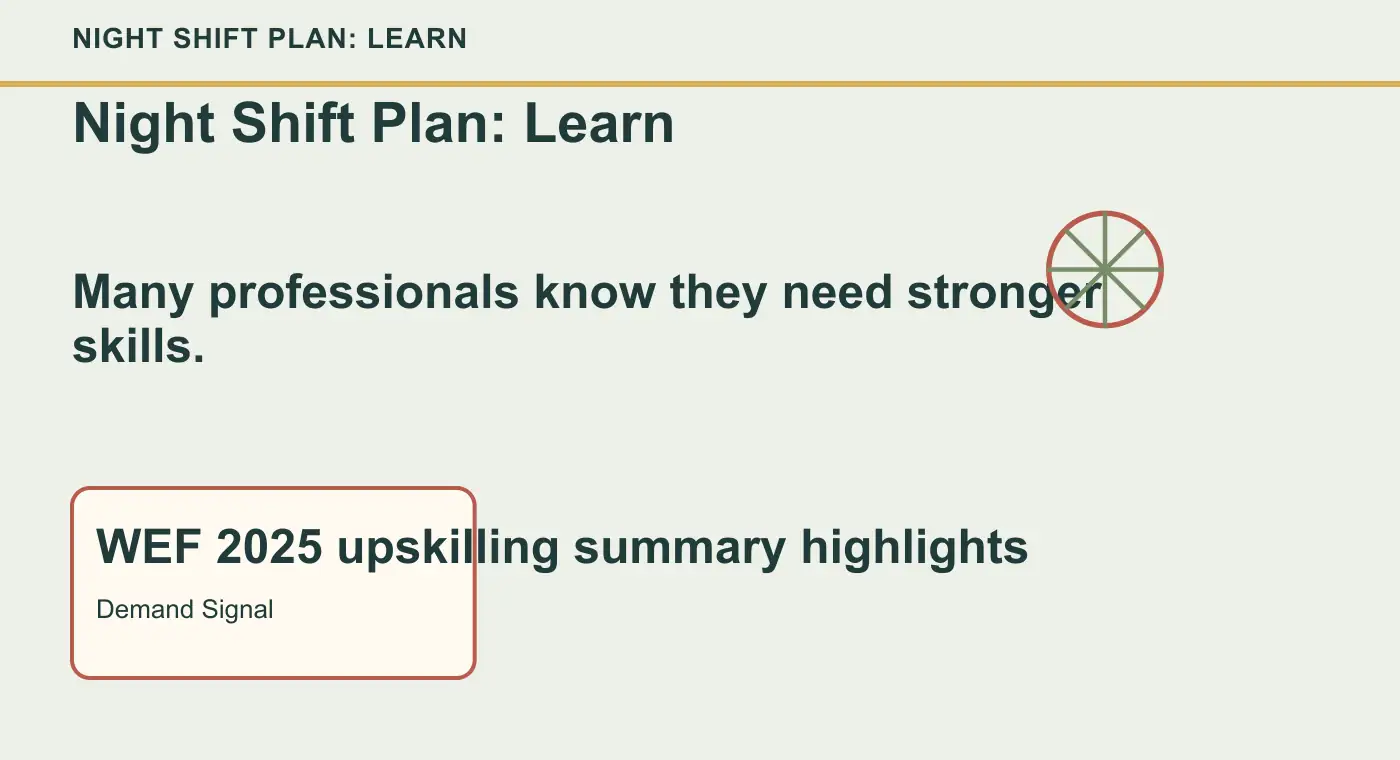 NIGHT SHIFT PLAN: LEARN
Night Shift Plan: Learn
Many professionals know they need stronger
skills.
WEF 2025 upskilling summary highlights
Demand Signal